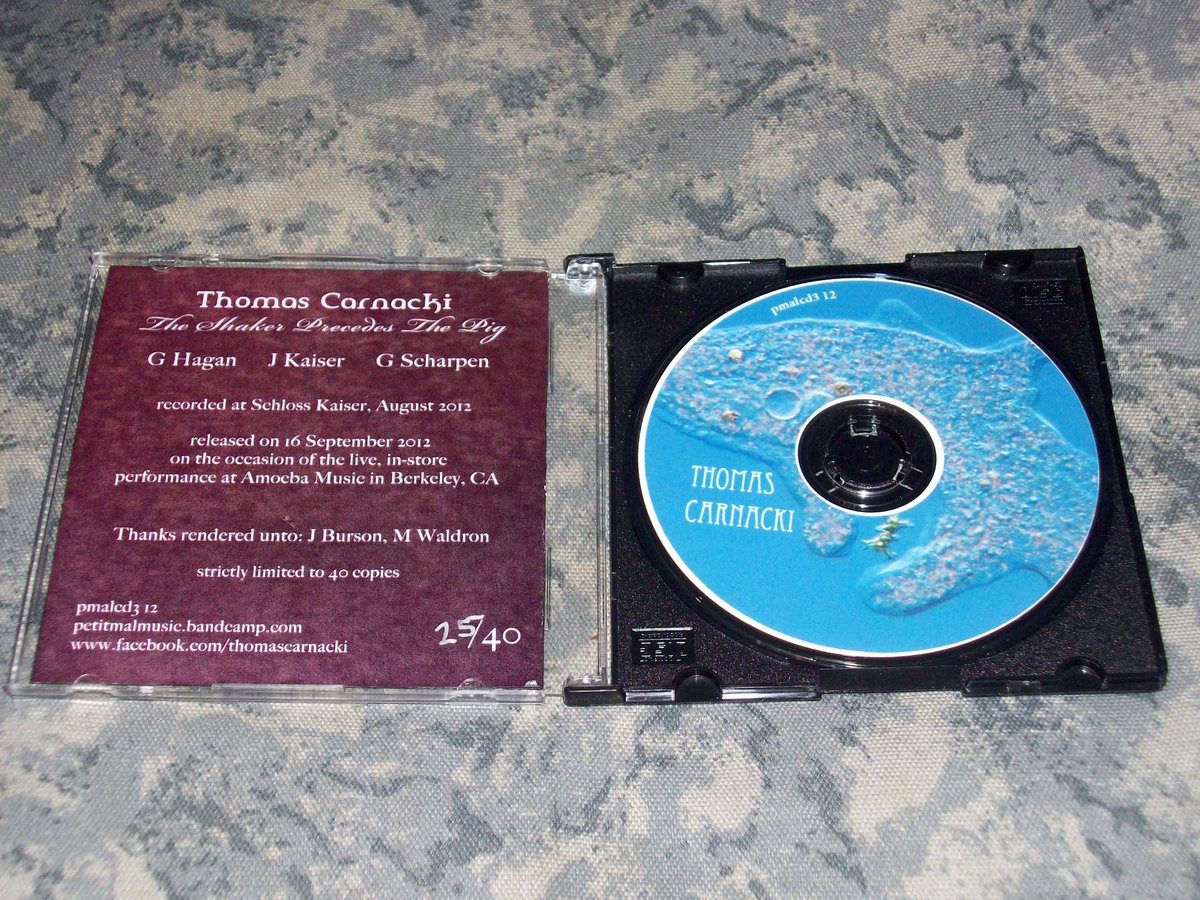 Thomas Carnacki
The Shaker Precedes The Pig
G Hagan J Kaiser G Scharpen
recorded at Schloss Kaiser, August 2012
released on 16 September 2012
on the occasion of the live, in-store
performance at Amoeba Music in Berkeley, CA
Thanks rendered unto: J Burson, M Waldron
strictly limited to 40 copies
pmalcd3 12
petitmalmusic.bandcamp.com
www.facebook.com/thomascarnacki
25/40
pmalcd3 12
THOMAS
CARNACKI